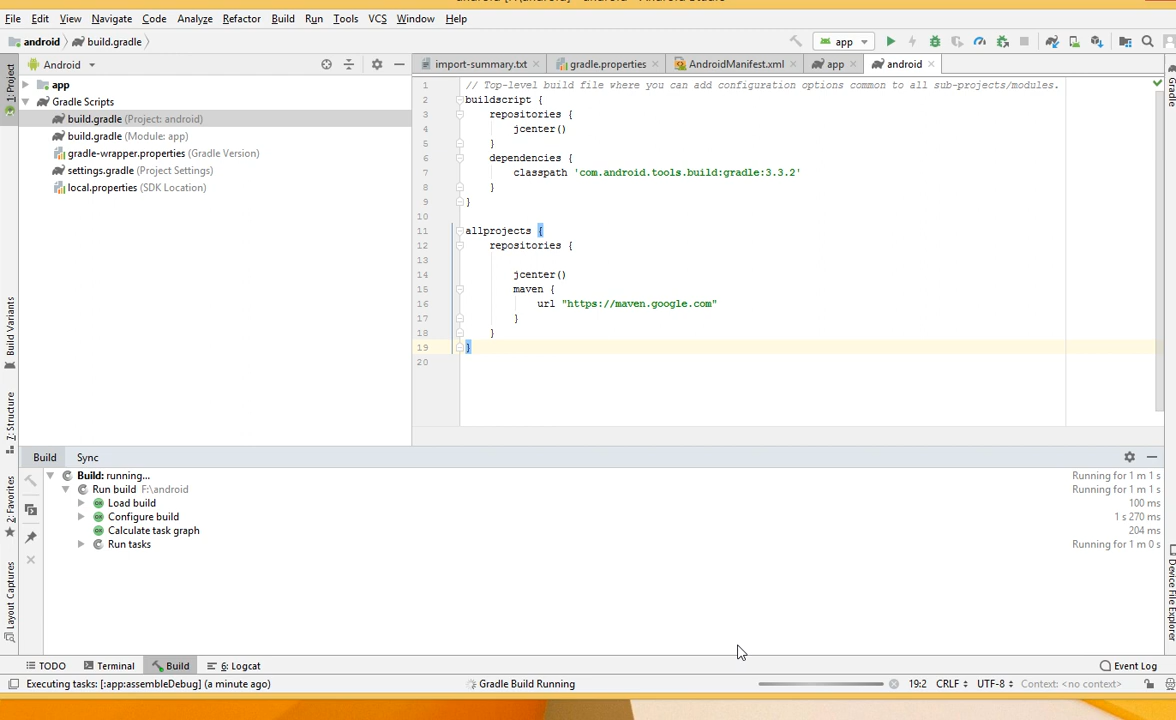 File Edit View Navigate Code Analyze Refactor Build Run Tools VCS Window Help
android build.gradle app
1: Project
Android
import-summary.txt gradle.properties AndroidManifest.xml app android
Gradle
app
Gradle Scripts
build.gradle (Project: android)
build.gradle (Module: app)
gradle-wrapper.properties (Gradle Version)
settings.gradle (Project Settings)
local.properties (SDK Location)
1 // Top-level build file where you can add configuration options common to all sub-projects/modules.
2 buildscript {
3 repositories {
4 jcenter()
5 }
6 dependencies {
7 classpath 'com.android.tools.build:gradle:3.3.2'
8 }
9 }
10
11 allprojects {
12 repositories {
13
14 jcenter()
15 maven {
16 url "https://maven.google.com"
17 }
18 }
19 }
20
Build Variants
Z: Structure
2: Favorites
Layout Captures
Device File Explorer
Build Sync
Build: running... Running for 1 m 1 s
Run build F:\android Running for 1 m 1 s
Load build 100 ms
Configure build 1 s 270 ms
Calculate task graph 204 ms
Run tasks Running for 1 m 0 s
TODO Terminal Build 6: Logcat Event Log
Executing tasks: [:app:assembleDebug] (a minute ago) Gradle Build Running 19:2 CRLF UTF-8 Context: <no context>